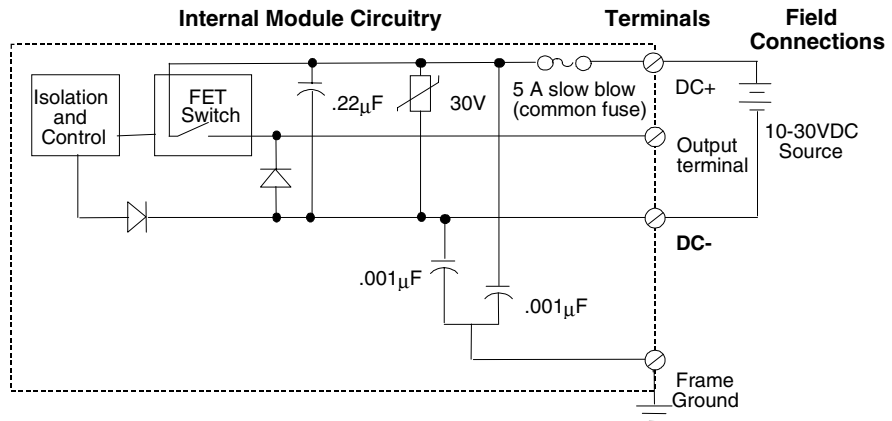 Internal Module Circuitry
Terminals
Field
Connections
Isolation
and
Control
FET
Switch
.22μF
30V
5 A slow blow
(common fuse)
DC+
Output
terminal
10-30VDC
Source
DC-
.001μF
.001μF
Frame
Ground